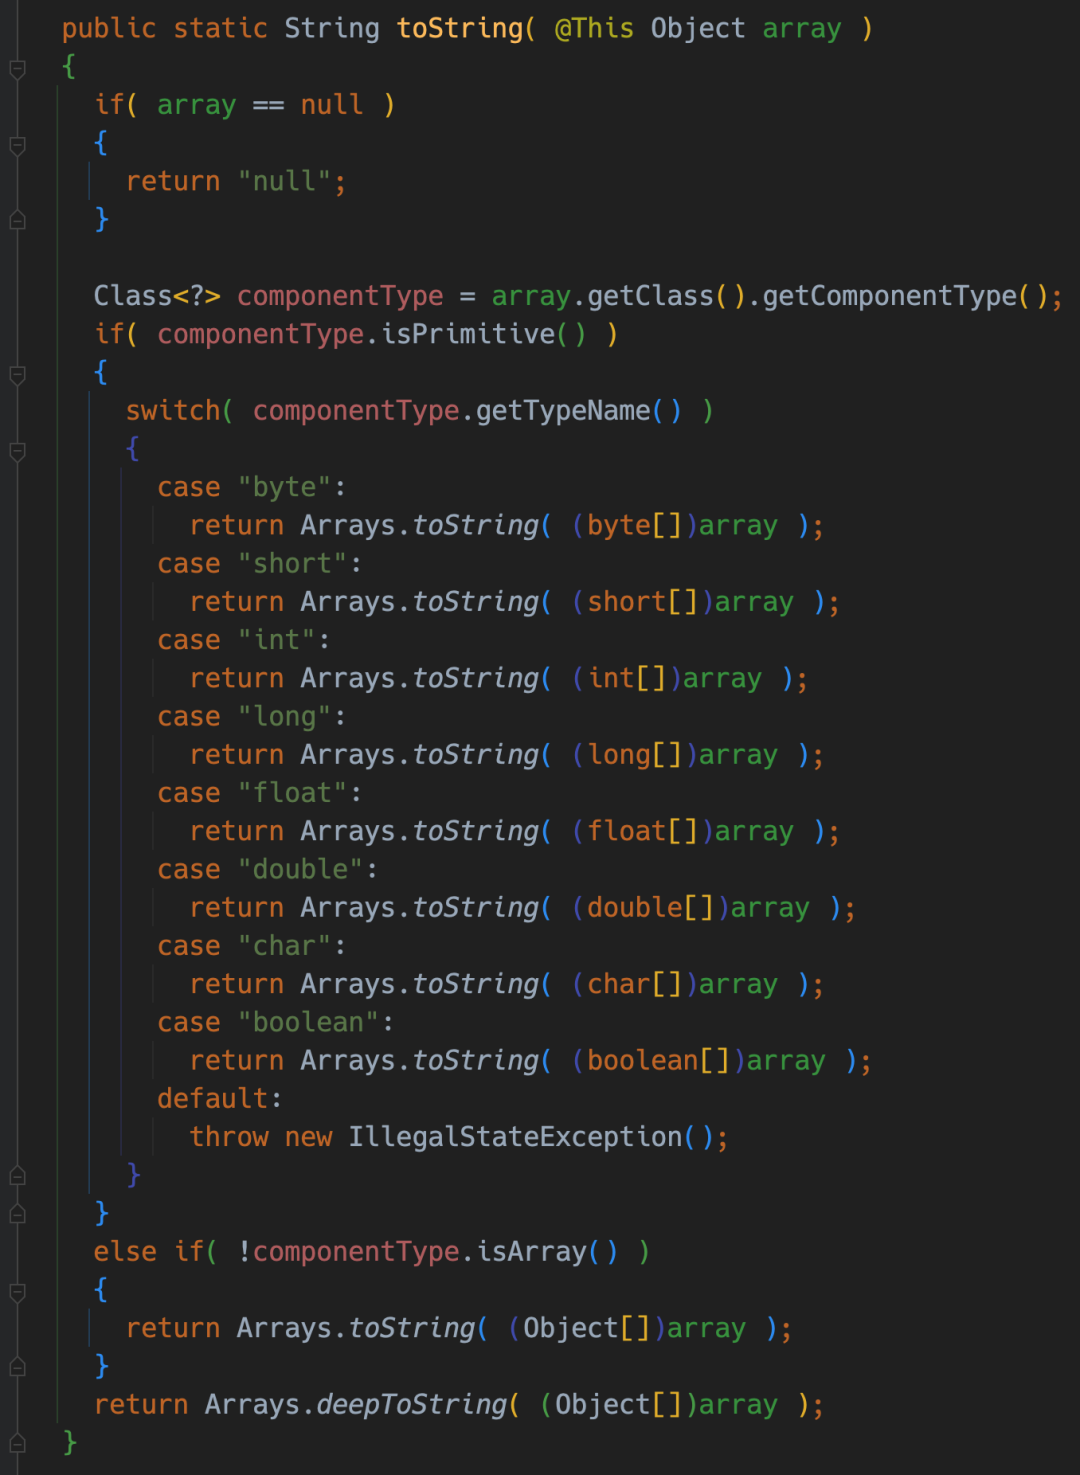 public static String toString( @This Object array )
{
  if( array == null )
  {
    return "null";
  }

  Class<?> componentType = array.getClass().getComponentType();
  if( componentType.isPrimitive() )
  {
    switch( componentType.getTypeName() )
    {
      case "byte":
        return Arrays.toString( (byte[])array );
      case "short":
        return Arrays.toString( (short[])array );
      case "int":
        return Arrays.toString( (int[])array );
      case "long":
        return Arrays.toString( (long[])array );
      case "float":
        return Arrays.toString( (float[])array );
      case "double":
        return Arrays.toString( (double[])array );
      case "char":
        return Arrays.toString( (char[])array );
      case "boolean":
        return Arrays.toString( (boolean[])array );
      default:
        throw new IllegalStateException();
    }
  }
  else if( !componentType.isArray() )
  {
    return Arrays.toString( (Object[])array );
  }
  return Arrays.deepToString( (Object[])array );
}